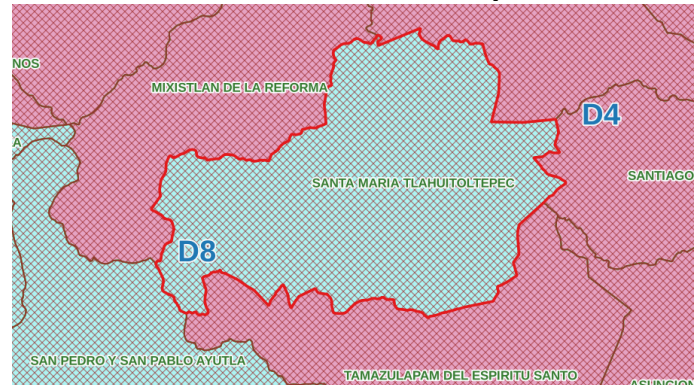 NOS
MIXISTLAN DE LA REFORMA
D4
A
SANTIAGO
SANTA MARIA TLAHUITOLTEPEC
D8
SAN PEDRO Y SAN PABLO AYUTLA
TAMAZULAPAM DEL ESPIRITU SANTO
ASUNCION